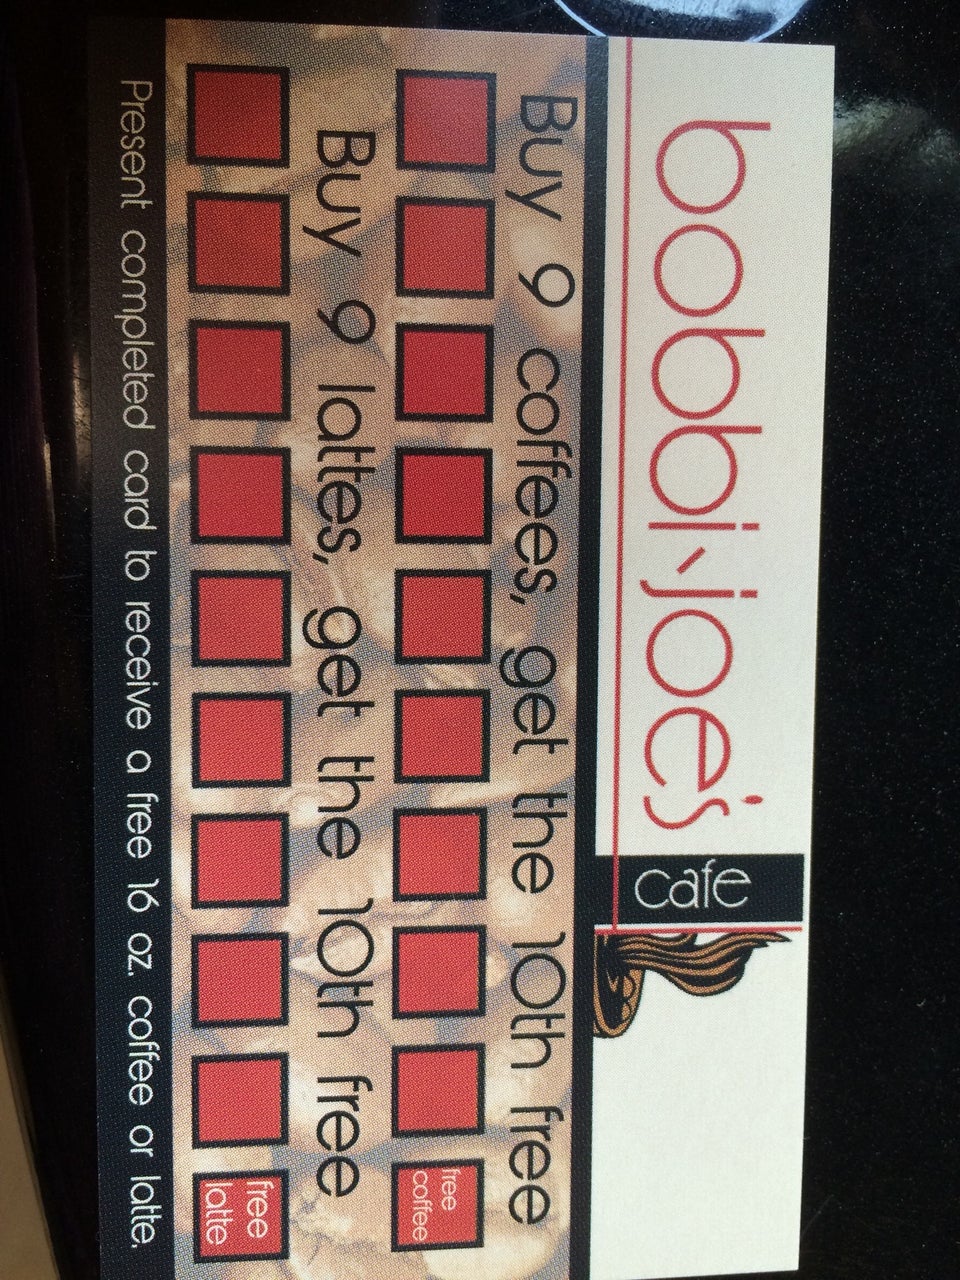 bobbi-joe's
cafe
Buy 9 coffees, get the 10th free
free
coffee
Buy 9 lattes, get the 10th free
free
latte
Present completed card to receive a free 16 oz. coffee or latte.